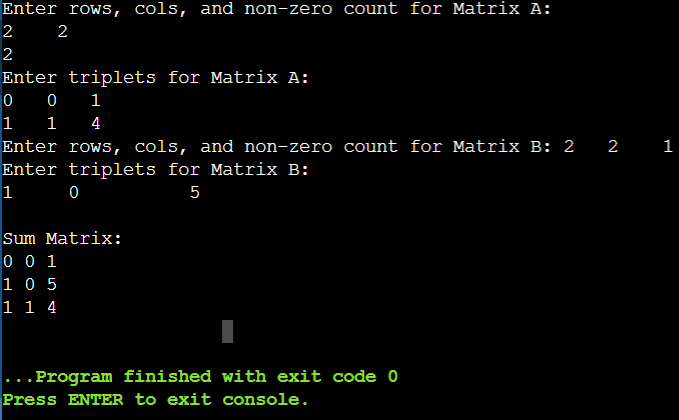 Enter rows, cols, and non-zero count for Matrix A:
2    2
2
Enter triplets for Matrix A:
0   0   1
1   1   4
Enter rows, cols, and non-zero count for Matrix B: 2   2    1
Enter triplets for Matrix B:
1     0          5
Sum Matrix:
0 0 1
1 0 5
1 1 4
...Program finished with exit code 0
Press ENTER to exit console.